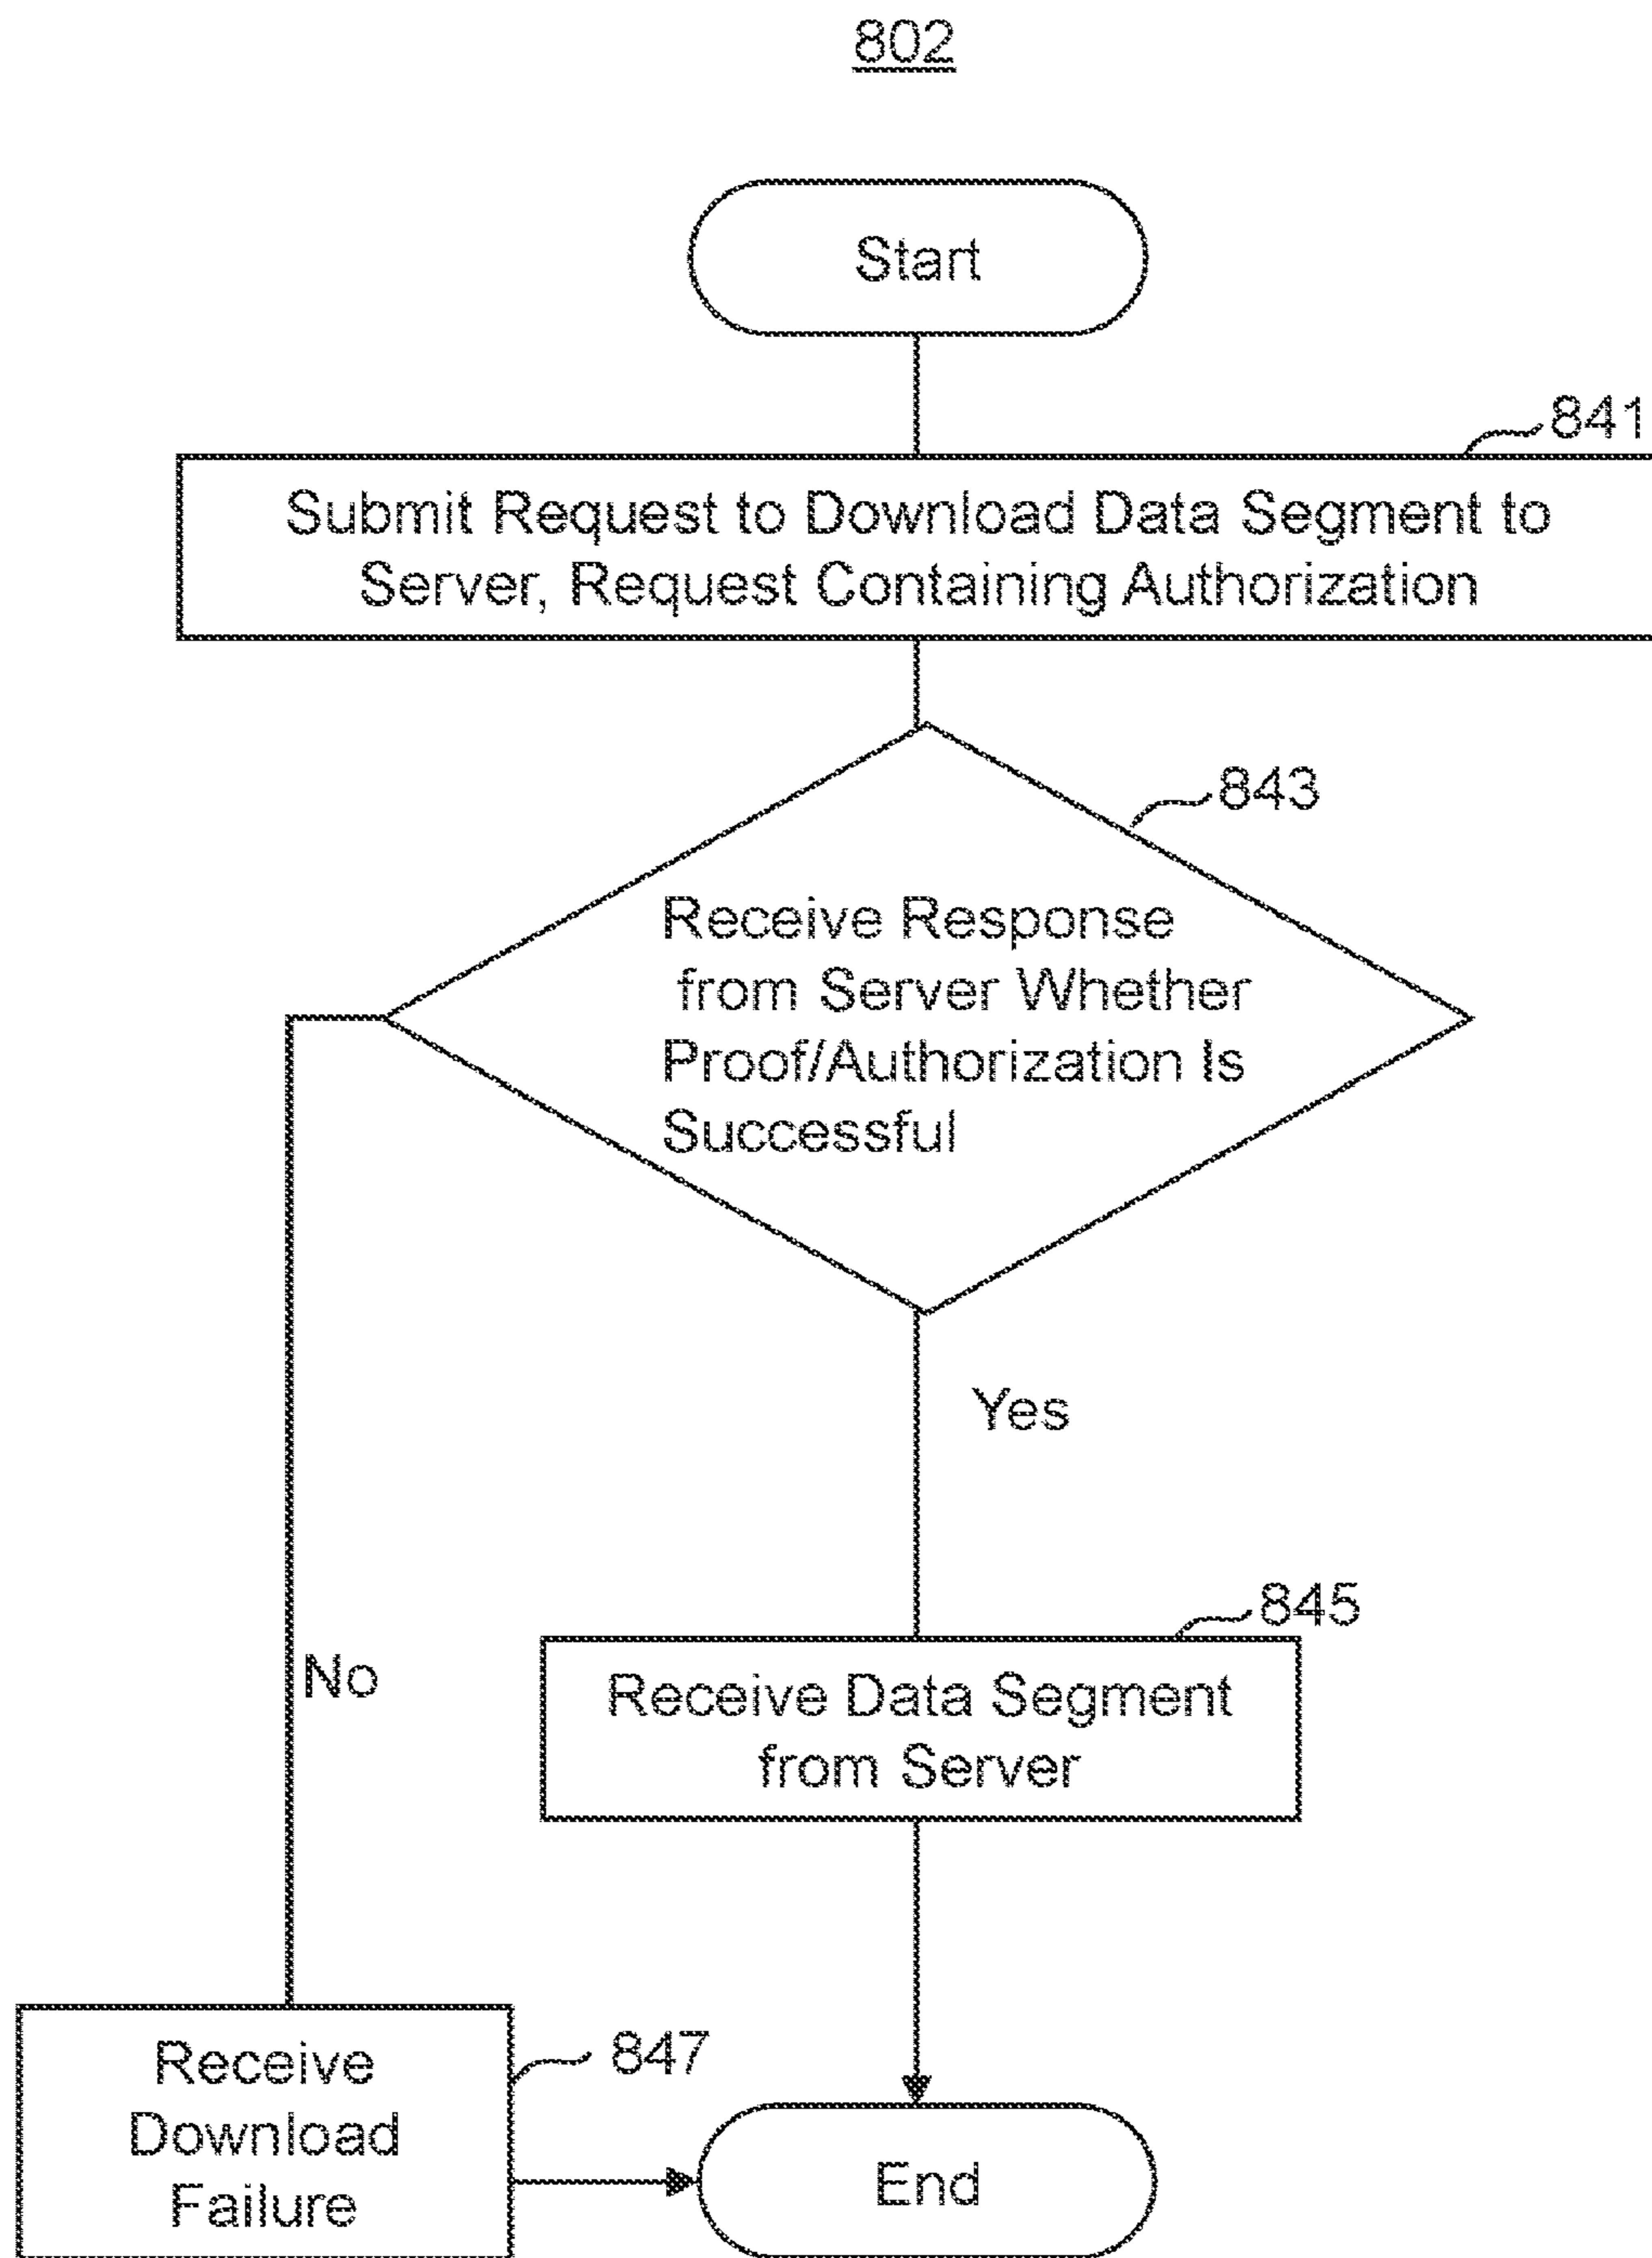 802
Start
841
Submit Request to Download Data Segment to
Server, Request Containing Authorization
843
Receive Response
from Server Whether
Proof/Authorization Is
Successful
Yes
845
No
Receive Data Segment
from Server
847
Receive
Download
Failure
End